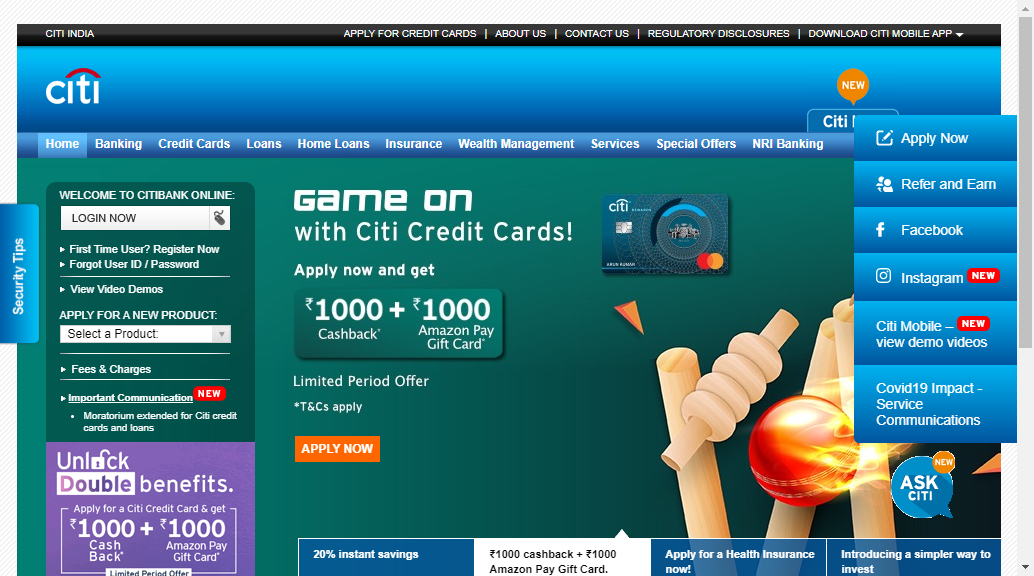 CITI INDIA
APPLY FOR CREDIT CARDS | ABOUT US | CONTACT US | REGULATORY DISCLOSURES | DOWNLOAD CITI MOBILE APP
citi
NEW
Citi
Home Banking Credit Cards Loans Home Loans Insurance Wealth Management Services Special Offers NRI Banking
Apply Now
Refer and Earn
Facebook
Instagram NEW
Citi Mobile – NEW
view demo videos
Covid19 Impact -
Service
Communications
Security Tips
WELCOME TO CITIBANK ONLINE:
LOGIN NOW
First Time User? Register Now
Forgot User ID / Password
View Video Demos
APPLY FOR A NEW PRODUCT:
Select a Product:
Fees & Charges
Important Communication NEW
Moratorium extended for Citi credit
cards and loans
Unlock
Double benefits.
Apply for a Citi Credit Card & get
₹1000 + ₹1000
Cash Amazon Pay
Back* Gift Card*
Limited Period Offer
GAME ON
with Citi Credit Cards!
Apply now and get
₹1000 + ₹1000
Cashback* Amazon Pay
Gift Card*
Limited Period Offer
*T&Cs apply
APPLY NOW
citi REWARDS
ARUN KUMAR
NEW
ASK
CITI
20% instant savings
₹1000 cashback + ₹1000
Amazon Pay Gift Card.
Apply for a Health Insurance
now!
Introducing a simpler way to
invest